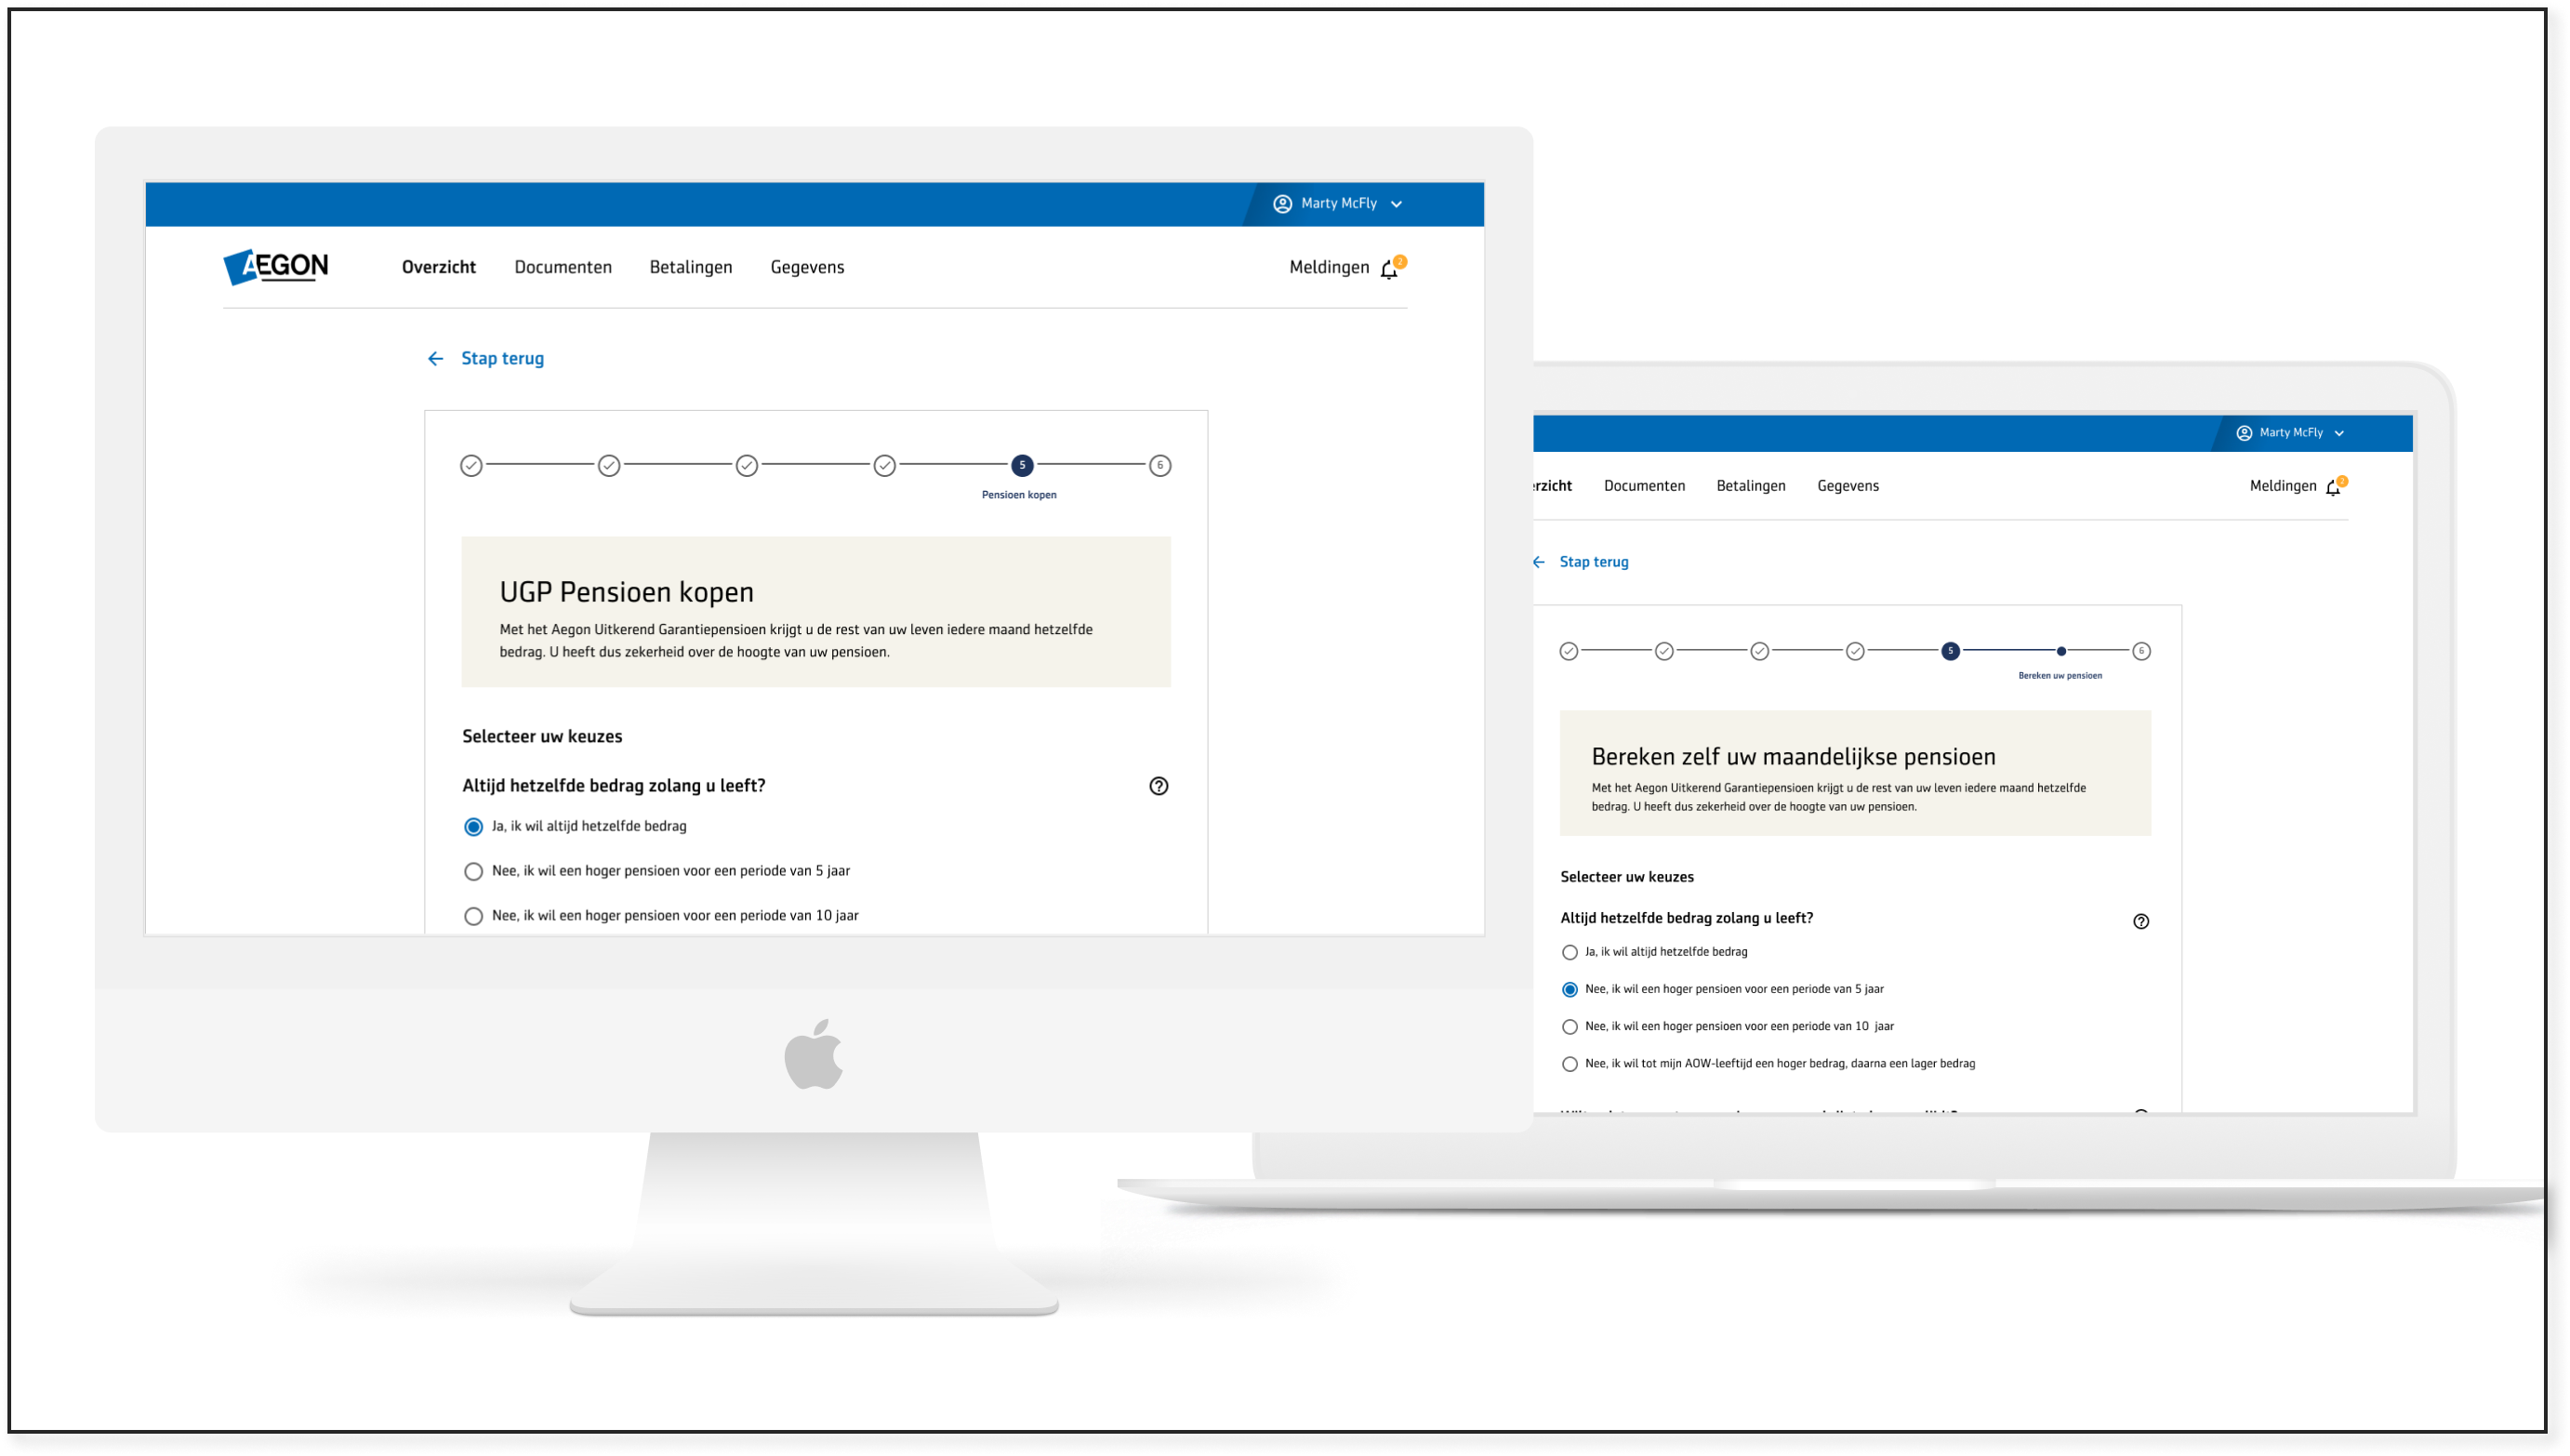 Marty McFly
AEGON
Overzicht Documenten Betalingen Gegevens
Meldingen 2
Stap terug
5 6
Pensioen kopen
UGP Pensioen kopen
Met het Aegon Uitkerend Garantiepensioen krijgt u de rest van uw leven iedere maand hetzelfde
bedrag. U heeft dus zekerheid over de hoogte van uw pensioen.
Selecteer uw keuzes
Altijd hetzelfde bedrag zolang u leeft? ?
Ja, ik wil altijd hetzelfde bedrag
Nee, ik wil een hoger pensioen voor een periode van 5 jaar
Nee, ik wil een hoger pensioen voor een periode van 10 jaar
Marty McFly
rzicht Documenten Betalingen Gegevens
Meldingen 2
Stap terug
5 6
Bereken uw pensioen
Bereken zelf uw maandelijkse pensioen
Met het Aegon Uitkerend Garantiepensioen krijgt u de rest van uw leven iedere maand hetzelfde
bedrag. U heeft dus zekerheid over de hoogte van uw pensioen.
Selecteer uw keuzes
Altijd hetzelfde bedrag zolang u leeft? ?
Ja, ik wil altijd hetzelfde bedrag
Nee, ik wil een hoger pensioen voor een periode van 5 jaar
Nee, ik wil een hoger pensioen voor een periode van 10 jaar
Nee, ik wil tot mijn AOW-leeftijd een hoger bedrag, daarna een lager bedrag